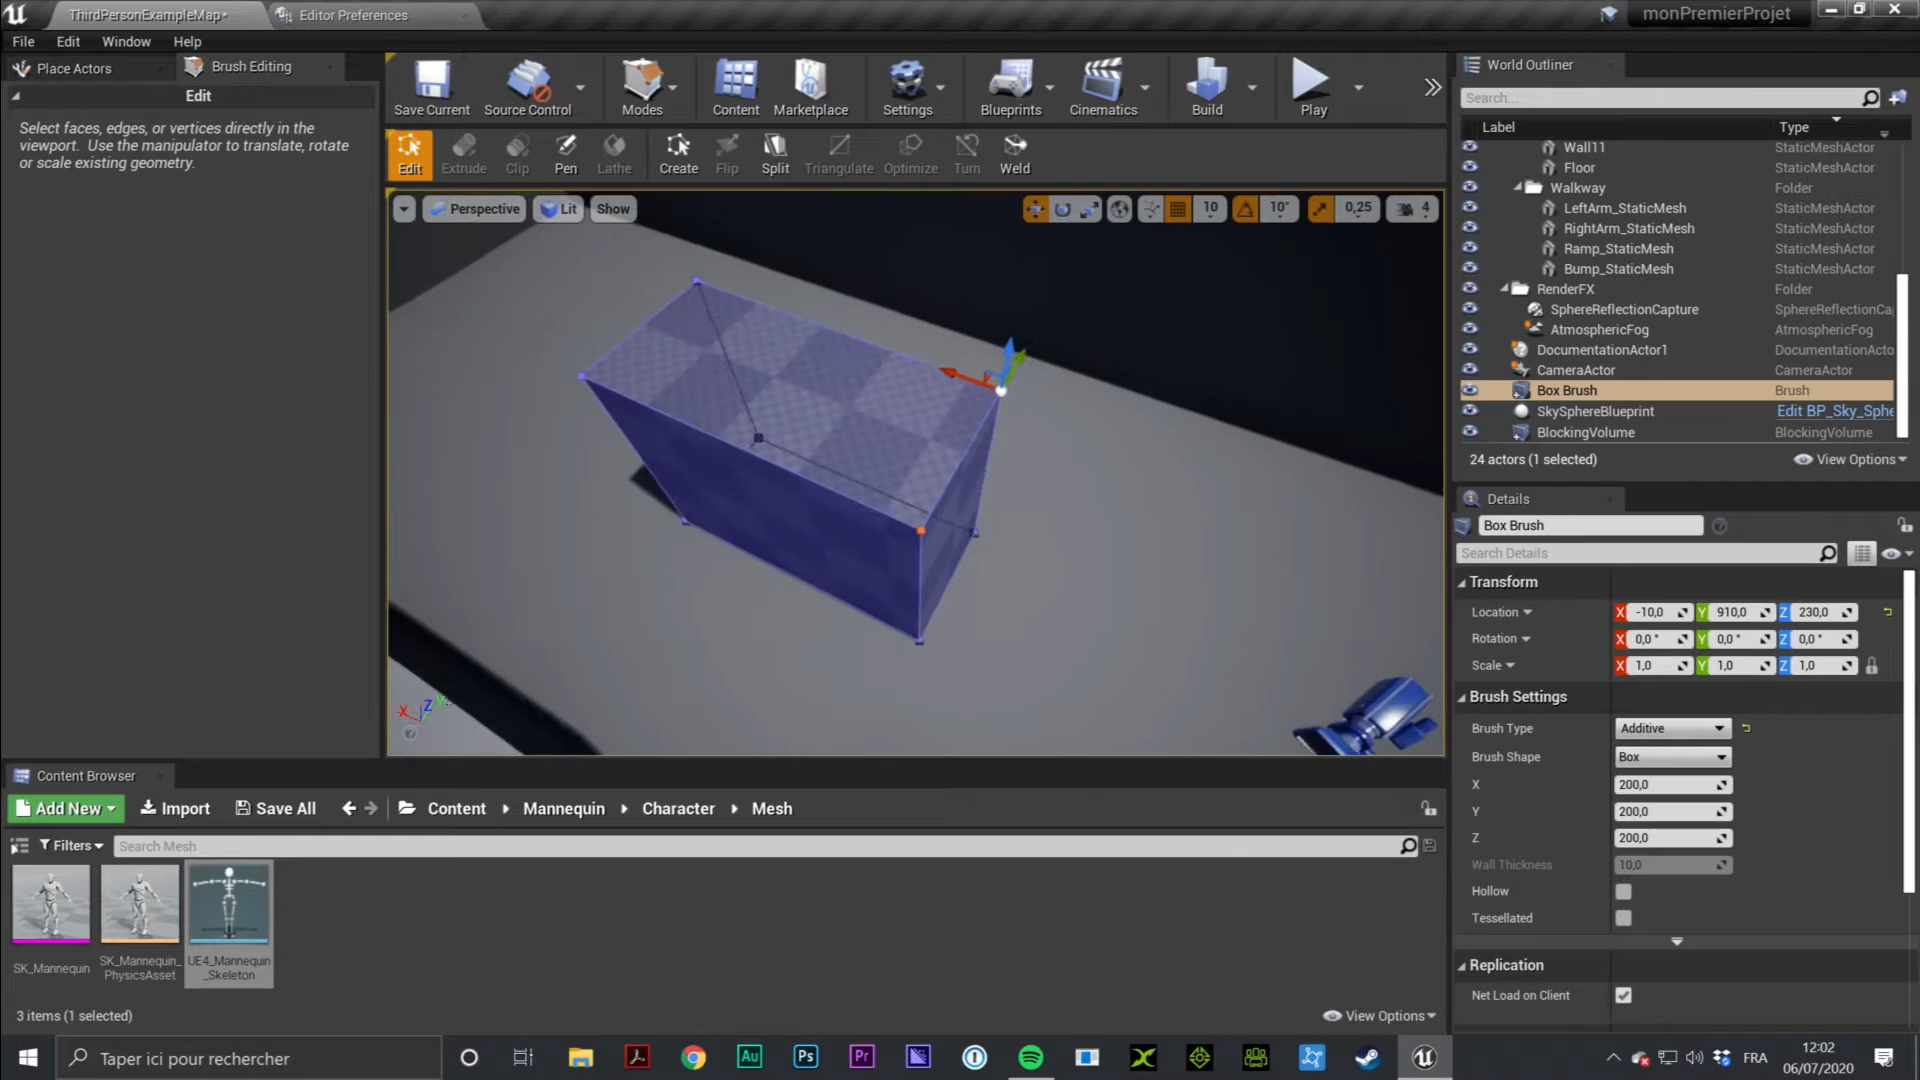 ThirdPersonExampleMap*
Editor Preferences
monPremierProjet
File
Edit
Window
Help
Place Actors
Brush Editing
Edit
Select faces, edges, or vertices directly in the
viewport. Use the manipulator to translate, rotate
or scale existing geometry.
Save Current
Source Control
Modes
Content
Marketplace
Settings
Blueprints
Cinematics
Build
Play
Edit
Extrude
Clip
Pen
Lathe
Create
Flip
Split
Triangulate
Optimize
Turn
Weld
Perspective
Lit
Show
10
10°
0,25
4
X
Z
Y
World Outliner
Search...
Label
Type
Wall11
StaticMeshActor
Floor
StaticMeshActor
Walkway
Folder
LeftArm_StaticMesh
StaticMeshActor
RightArm_StaticMesh
StaticMeshActor
Ramp_StaticMesh
StaticMeshActor
Bump_StaticMesh
StaticMeshActor
RenderFX
Folder
SphereReflectionCapture
SphereReflectionCa
AtmosphericFog
AtmosphericFog
DocumentationActor1
DocumentationActo
CameraActor
CameraActor
Box Brush
Brush
SkySphereBlueprint
Edit BP_Sky_Sphe
BlockingVolume
BlockingVolume
24 actors (1 selected)
View Options
Details
Box Brush
Search Details
Transform
Location
X -10,0
Y 910,0
Z 230,0
Rotation
X 0,0 °
Y 0,0 °
Z 0,0 °
Scale
X 1,0
Y 1,0
Z 1,0
Brush Settings
Brush Type
Additive
Brush Shape
Box
X
200,0
Y
200,0
Z
200,0
Wall Thickness
10,0
Hollow
Tessellated
Replication
Net Load on Client
Content Browser
Add New
Import
Save All
Content
Mannequin
Character
Mesh
Filters
Search Mesh
SK_Mannequin
SK_Mannequin_
PhysicsAsset
UE4_Mannequin
_Skeleton
3 items (1 selected)
View Options
Taper ici pour rechercher
Au
Ps
Pr
FRA
12:02
06/07/2020